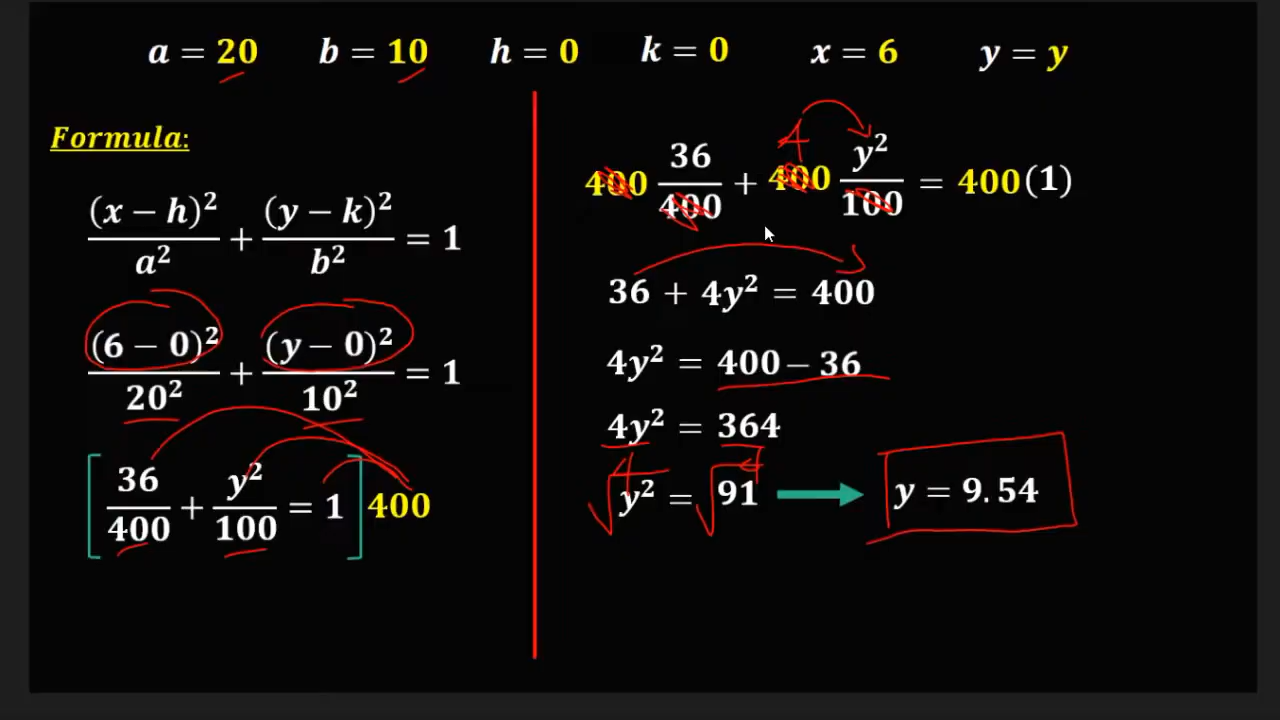 a = 20 b = 10 h = 0 k = 0 x = 6 y = y
Formula:
(x − h)²/a² + (y − k)²/b² = 1
(6 − 0)²/20² + (y − 0)²/10² = 1
[36/400 + y²/100 = 1] 400
4
400 36/400 + 400 y²/100 = 400(1)
36 + 4y² = 400
4y² = 400 − 36
4y² = 364
4 4
√y² = √91 → y = 9.54